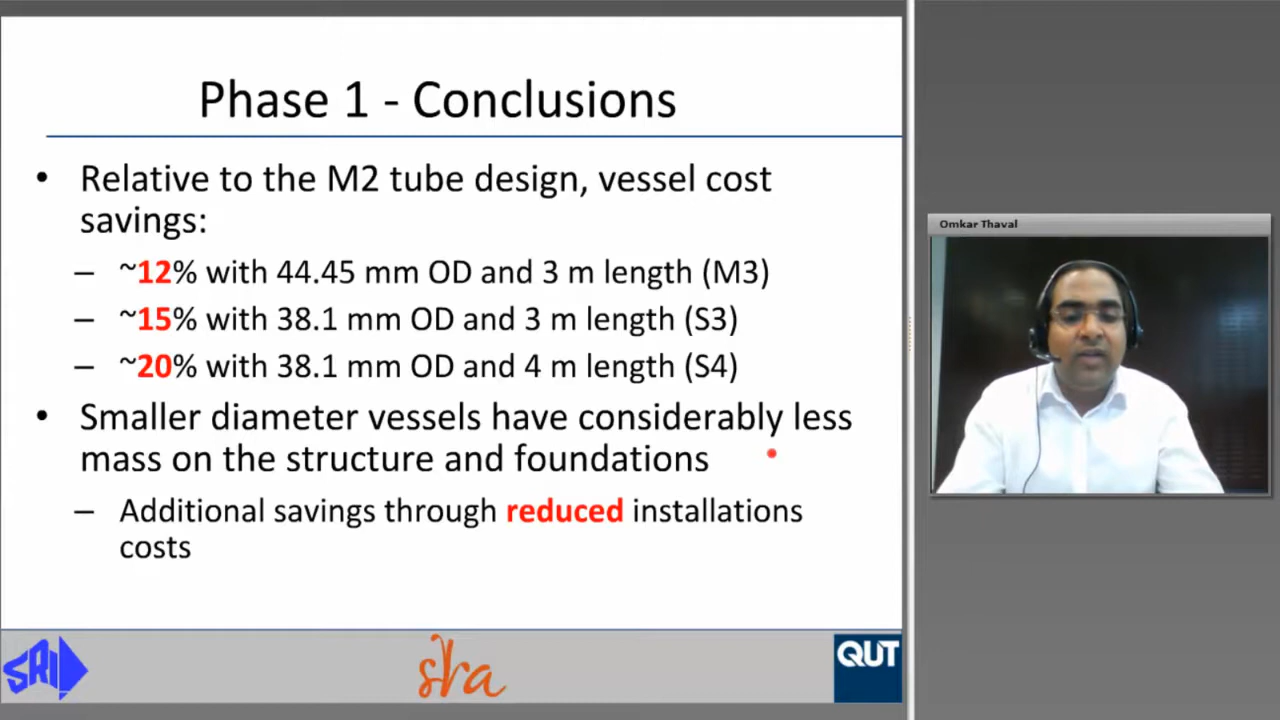 Phase 1 - Conclusions
• Relative to the M2 tube design, vessel cost
savings:
– ~12% with 44.45 mm OD and 3 m length (M3)
– ~15% with 38.1 mm OD and 3 m length (S3)
– ~20% with 38.1 mm OD and 4 m length (S4)
• Smaller diameter vessels have considerably less
mass on the structure and foundations
– Additional savings through reduced installations
costs
SRI
sra
QUT
Omkar Thaval